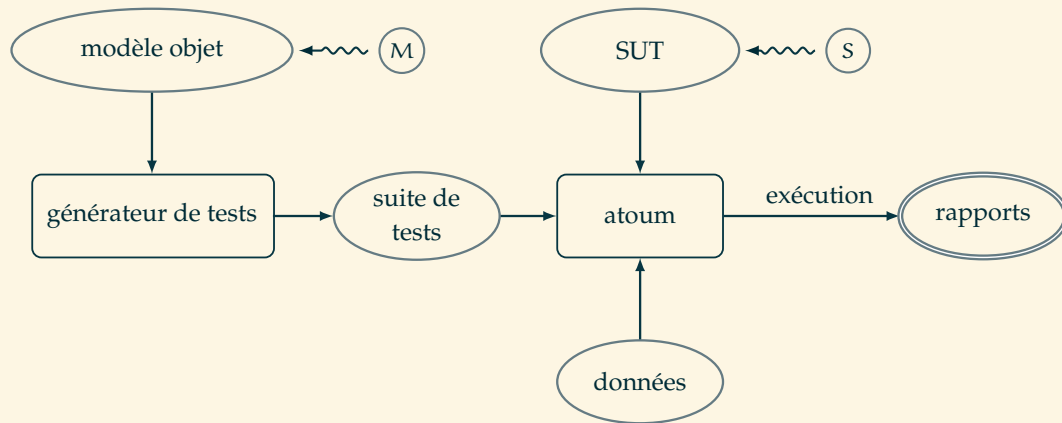 modèle objet
M
SUT
S
générateur de tests
suite de
tests
atoum
exécution
rapports
données